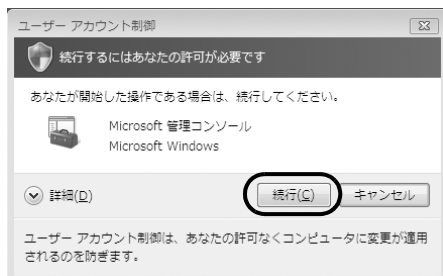 ユーザー アカウント制御
続行するにはあなたの許可が必要です
あなたが開始した操作である場合は、続行してください。
Microsoft 管理コンソール
Microsoft Windows
詳細(D)
続行(C)
キャンセル
ユーザー アカウント制御は、あなたの許可なくコンピュータに変更が適用
されるのを防ぎます。